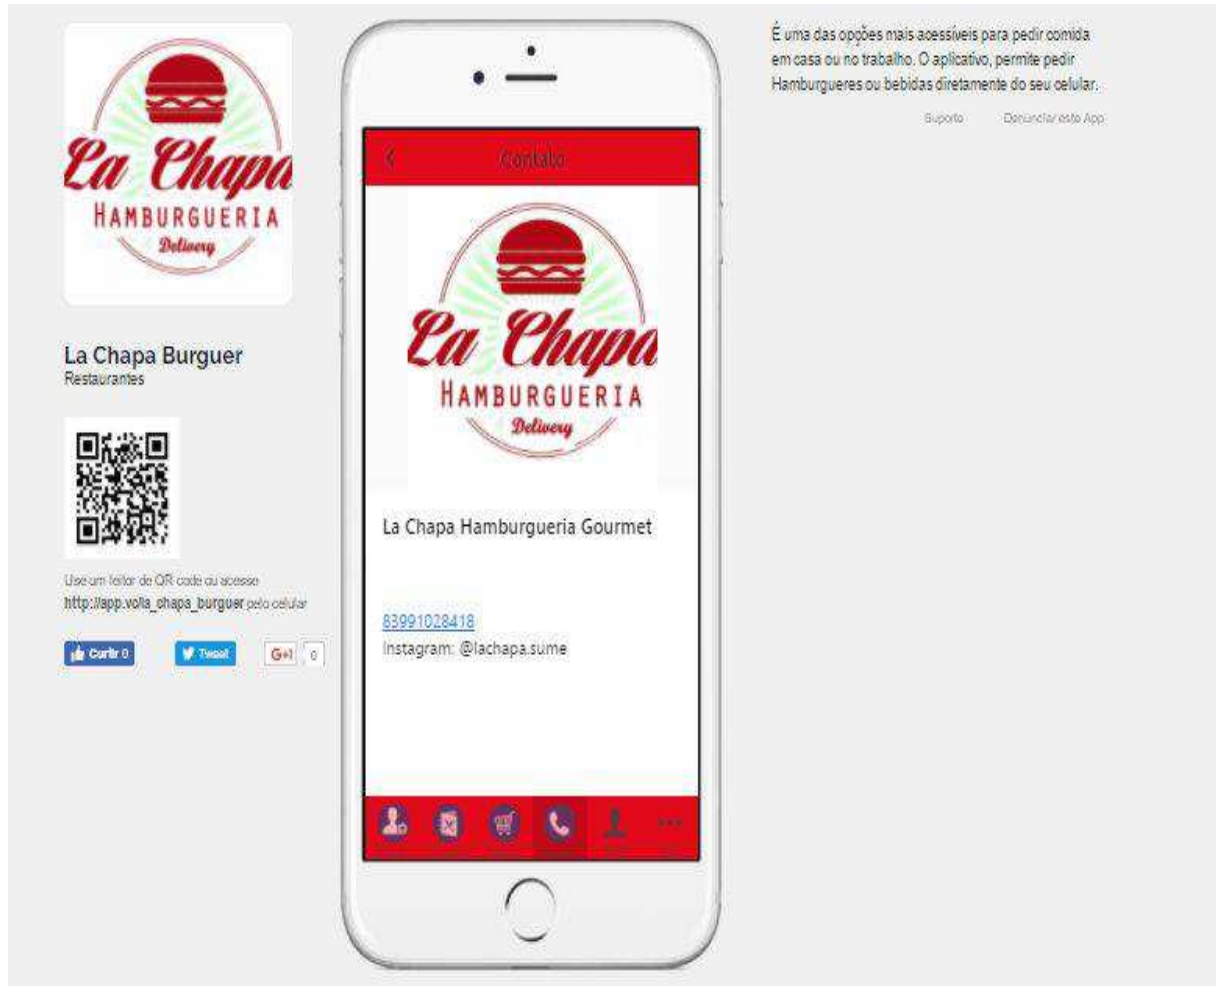 La Chapa
HAMBURGUERIA
Delivery
La Chapa Burguer
Restaurantes
Use um leitor de QR code ou acesse
http://app.vc/la_chapa_burguer pelo celular
Curtir 0
Tweet
G+1 0
Contato
La Chapa
HAMBURGUERIA
Delivery
La Chapa Hamburgueria Gourmet
83991028418
Instagram: @lachapa.sume
É uma das opções mais acessíveis para pedir comida
em casa ou no trabalho. O aplicativo, permite pedir
Hamburgueres ou bebidas diretamente do seu celular.
Suporte Denunciar este App